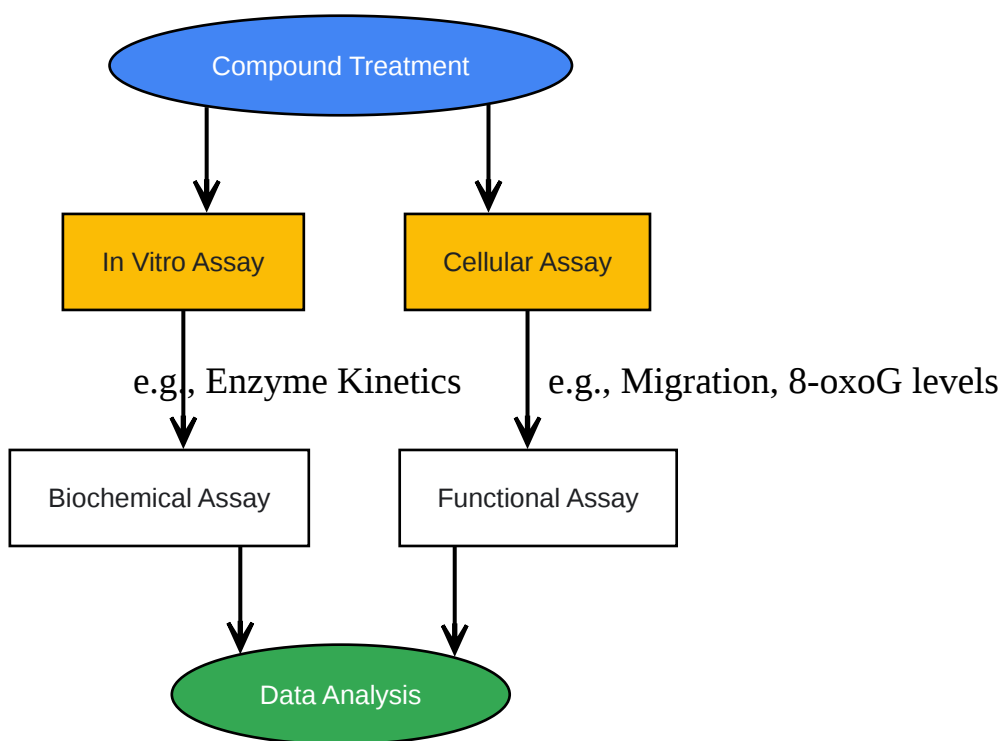 Compound Treatment
In Vitro Assay
Cellular Assay
e.g., Enzyme Kinetics
e.g., Migration, 8-oxoG levels
Biochemical Assay
Functional Assay
Data Analysis